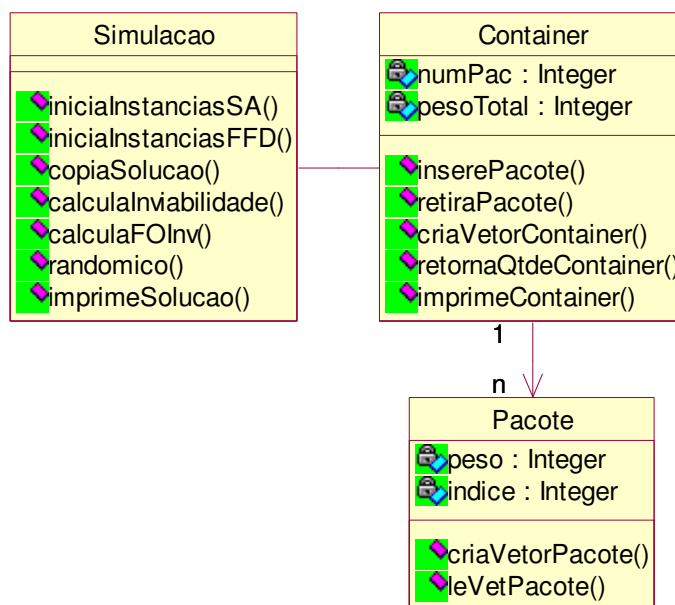 Simulacao
iniciaInstanciasSA()
iniciaInstanciasFFD()
copiaSolucao()
calculaInviabilidade()
calculaFOInv()
randomico()
imprimeSolucao()
Container
numPac : Integer
pesoTotal : Integer
inserePacote()
retiraPacote()
criaVetorContainer()
retornaQtdeContainer()
imprimeContainer()
1
n
Pacote
peso : Integer
indice : Integer
criaVetorPacote()
leVetPacote()